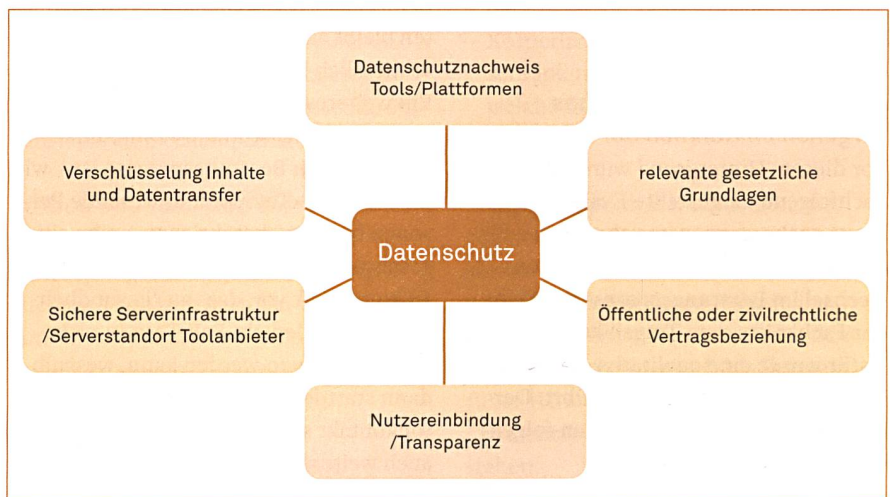 Datenschutznachweis
Tools/Plattformen
Verschlüsselung Inhalte
und Datentransfer
relevante gesetzliche
Grundlagen
Datenschutz
Sichere Serverinfrastruktur
/Serverstandort Toolanbieter
Öffentliche oder zivilrechtliche
Vertragsbeziehung
Nutzereinbindung
/Transparenz